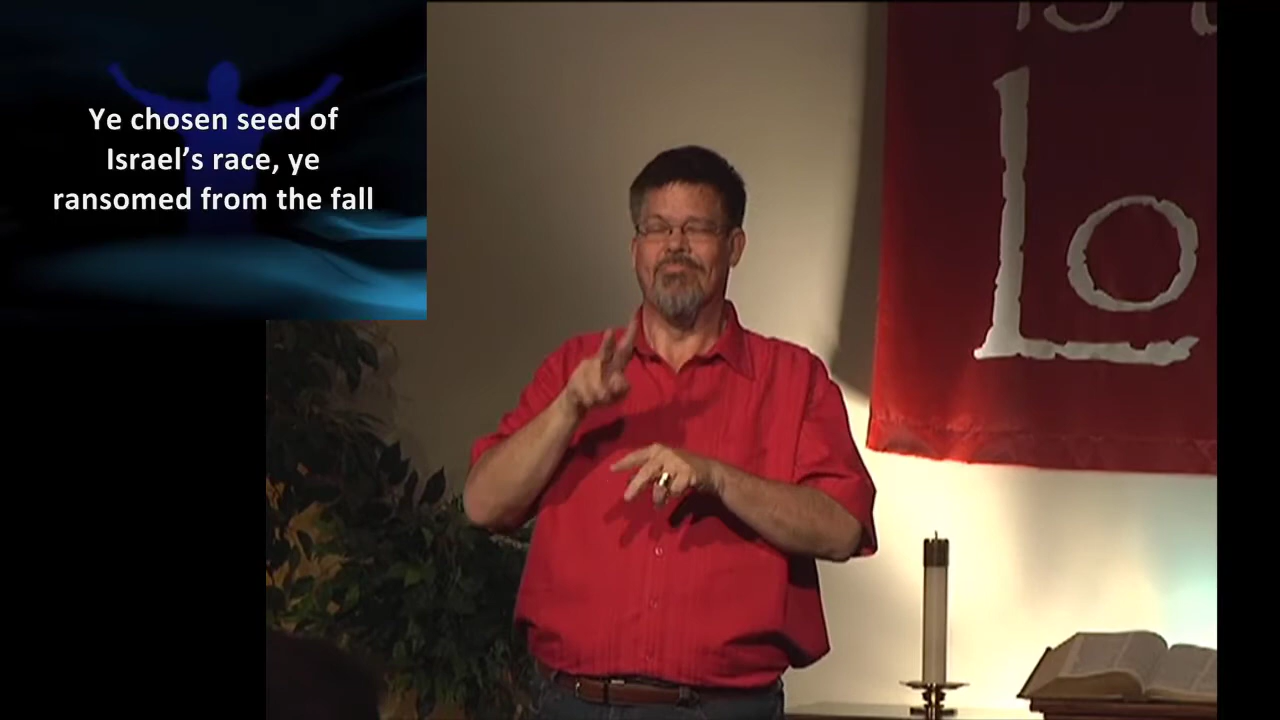 Ye chosen seed of
Israel’s race, ye
ransomed from the fall
Lo